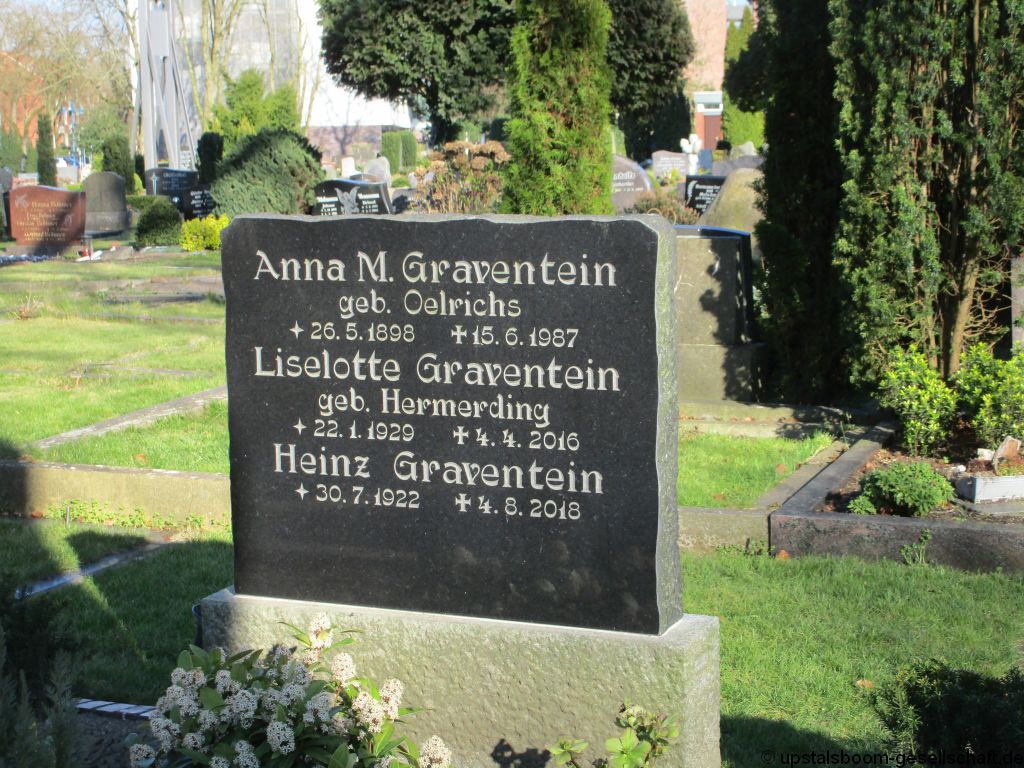 Anna M. Graventein
geb. Oelrichs
✦ 26.5.1898 ✝ 15.6.1987
Liselotte Graventein
geb. Hermerding
✦ 22.1.1929 ✝ 4.4.2016
Heinz Graventein
✦ 30.7.1922 ✝ 4.8.2018
© upstalsboom-gesellschaft.de